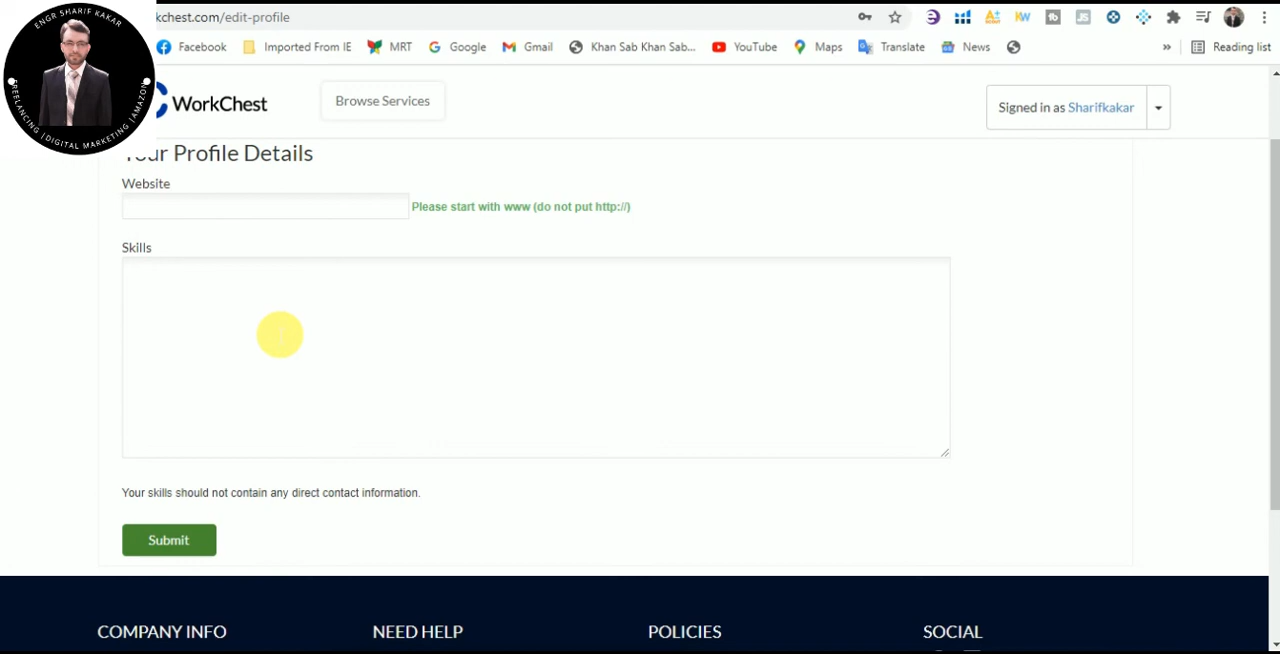 ENGR SHARIF KAKAR
FREELANCING | DIGITAL MARKETING | AMAZON
kchest.com/edit-profile
Facebook
Imported From IE
MRT
Google
Gmail
Khan Sab Khan Sab...
YouTube
Maps
Translate
News
»
Reading list
WorkChest
Browse Services
Signed in as Sharifkakar
Your Profile Details
Website
Please start with www (do not put http://)
Skills
Your skills should not contain any direct contact information.
Submit
COMPANY INFO
NEED HELP
POLICIES
SOCIAL